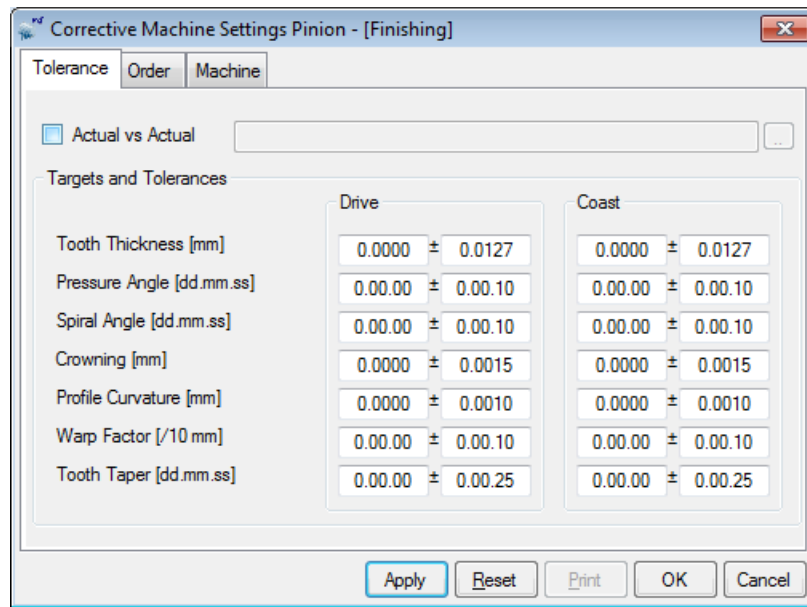 Corrective Machine Settings Pinion - [Finishing]
Tolerance Order Machine
Actual vs Actual ..
Targets and Tolerances
Drive Coast
Tooth Thickness [mm] 0.0000 ± 0.0127 0.0000 ± 0.0127
Pressure Angle [dd.mm.ss] 0.00.00 ± 0.00.10 0.00.00 ± 0.00.10
Spiral Angle [dd.mm.ss] 0.00.00 ± 0.00.10 0.00.00 ± 0.00.10
Crowning [mm] 0.0000 ± 0.0015 0.0000 ± 0.0015
Profile Curvature [mm] 0.0000 ± 0.0010 0.0000 ± 0.0010
Warp Factor [/10 mm] 0.00.00 ± 0.00.10 0.00.00 ± 0.00.10
Tooth Taper [dd.mm.ss] 0.00.00 ± 0.00.25 0.00.00 ± 0.00.25
Apply Reset Print OK Cancel